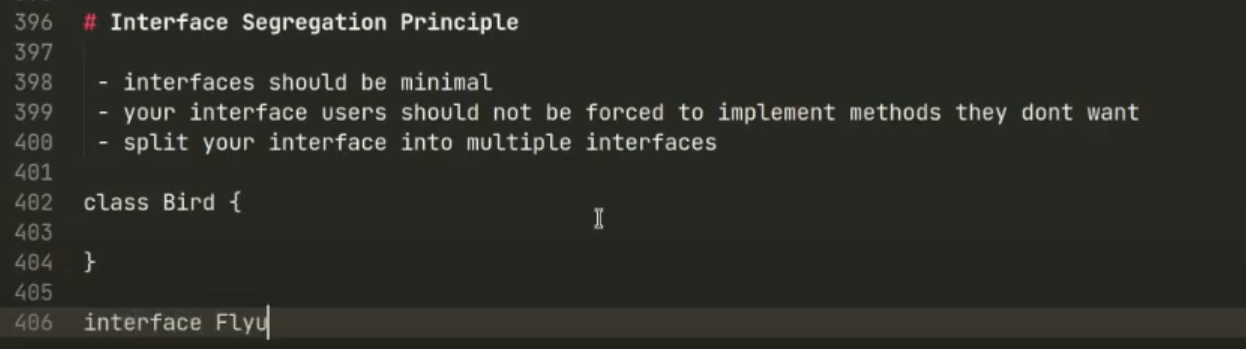 396 # Interface Segregation Principle
397
398 - interfaces should be minimal
399 - your interface users should not be forced to implement methods they dont want
400 - split your interface into multiple interfaces
401
402 class Bird {
403
404 }
405
406 interface Flyu